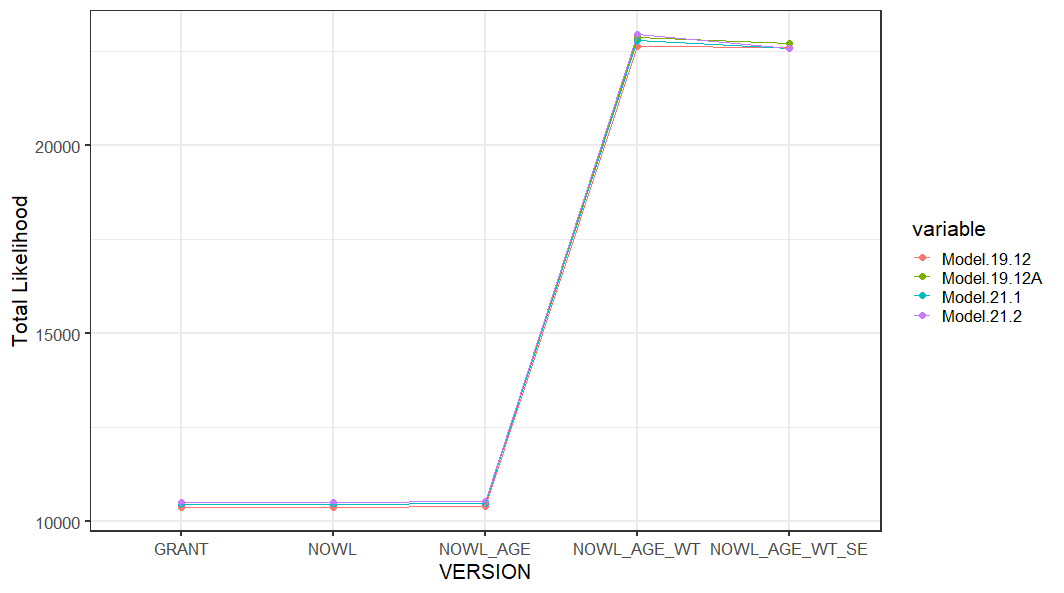 20000
15000
10000
Total Likelihood
GRANT NOWL NOWL_AGE NOWL_AGE_WT NOWL_AGE_WT_SE
VERSION
variable
Model.19.12
Model.19.12A
Model.21.1
Model.21.2